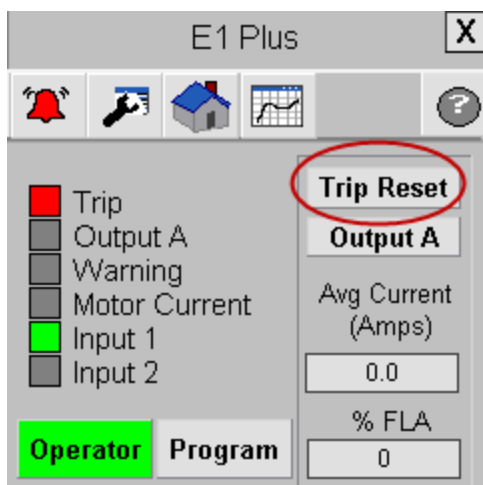 E1 Plus
X
?
Trip
Output A
Warning
Motor Current
Input 1
Input 2
Operator
Program
Trip Reset
Output A
Avg Current
(Amps)
0.0
% FLA
0